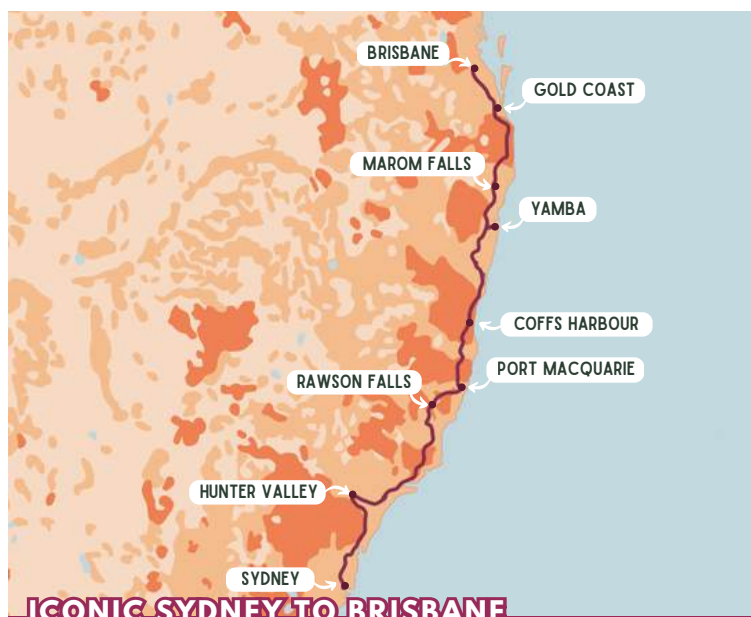 BRISBANE
GOLD COAST
MAROM FALLS
YAMBA
COFFS HARBOUR
PORT MACQUARIE
RAWSON FALLS
HUNTER VALLEY
SYDNEY
ICONIC SYDNEY TO BRISBANE